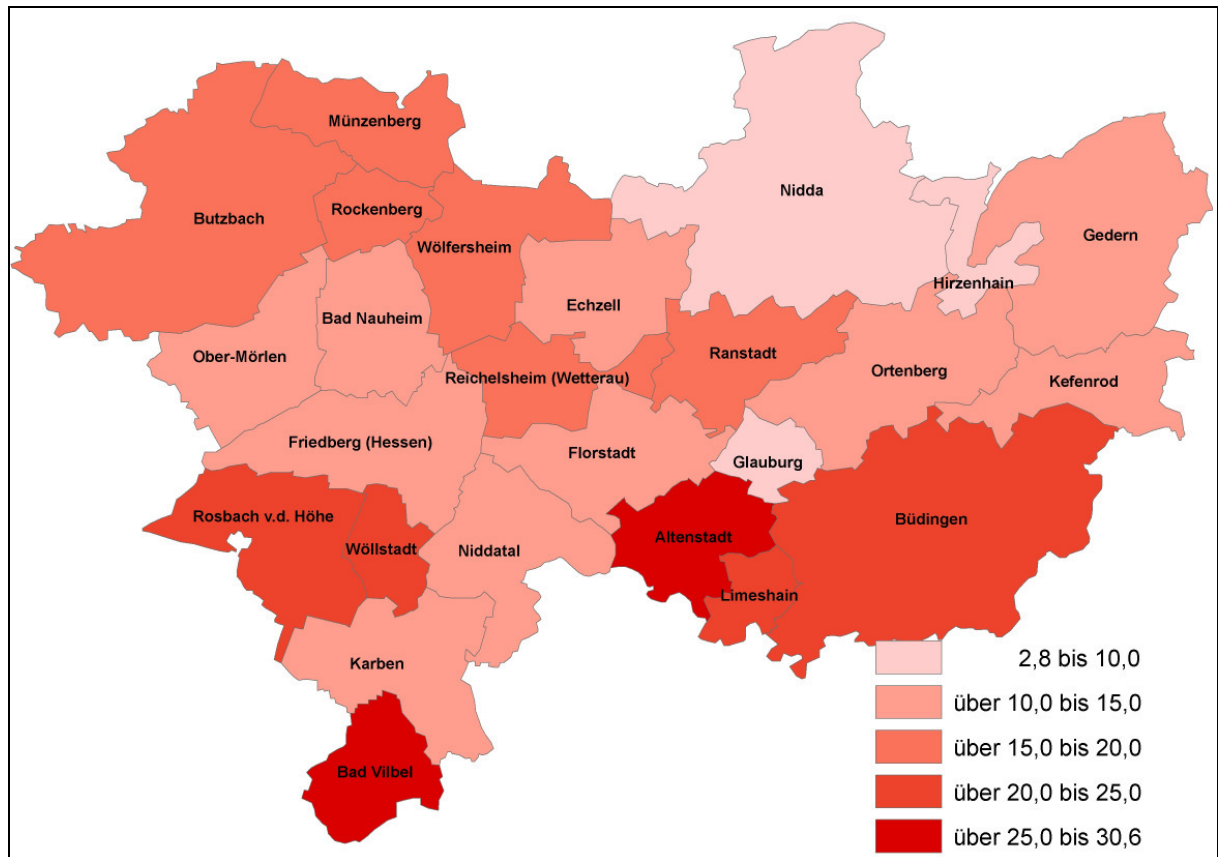 Münzenberg
Nidda
Butzbach
Rockenberg
Gedern
Wölfersheim
Hirzenhain
Echzell
Bad Nauheim
Ober-Mörlen
Ranstadt
Reichelsheim (Wetterau)
Ortenberg
Kefenrod
Friedberg (Hessen)
Florstadt
Glauburg
Rosbach v.d. Höhe
Büdingen
Altenstadt
Wöllstadt
Niddatal
Limeshain
Karben
Bad Vilbel
2,8 bis 10,0
über 10,0 bis 15,0
über 15,0 bis 20,0
über 20,0 bis 25,0
über 25,0 bis 30,6